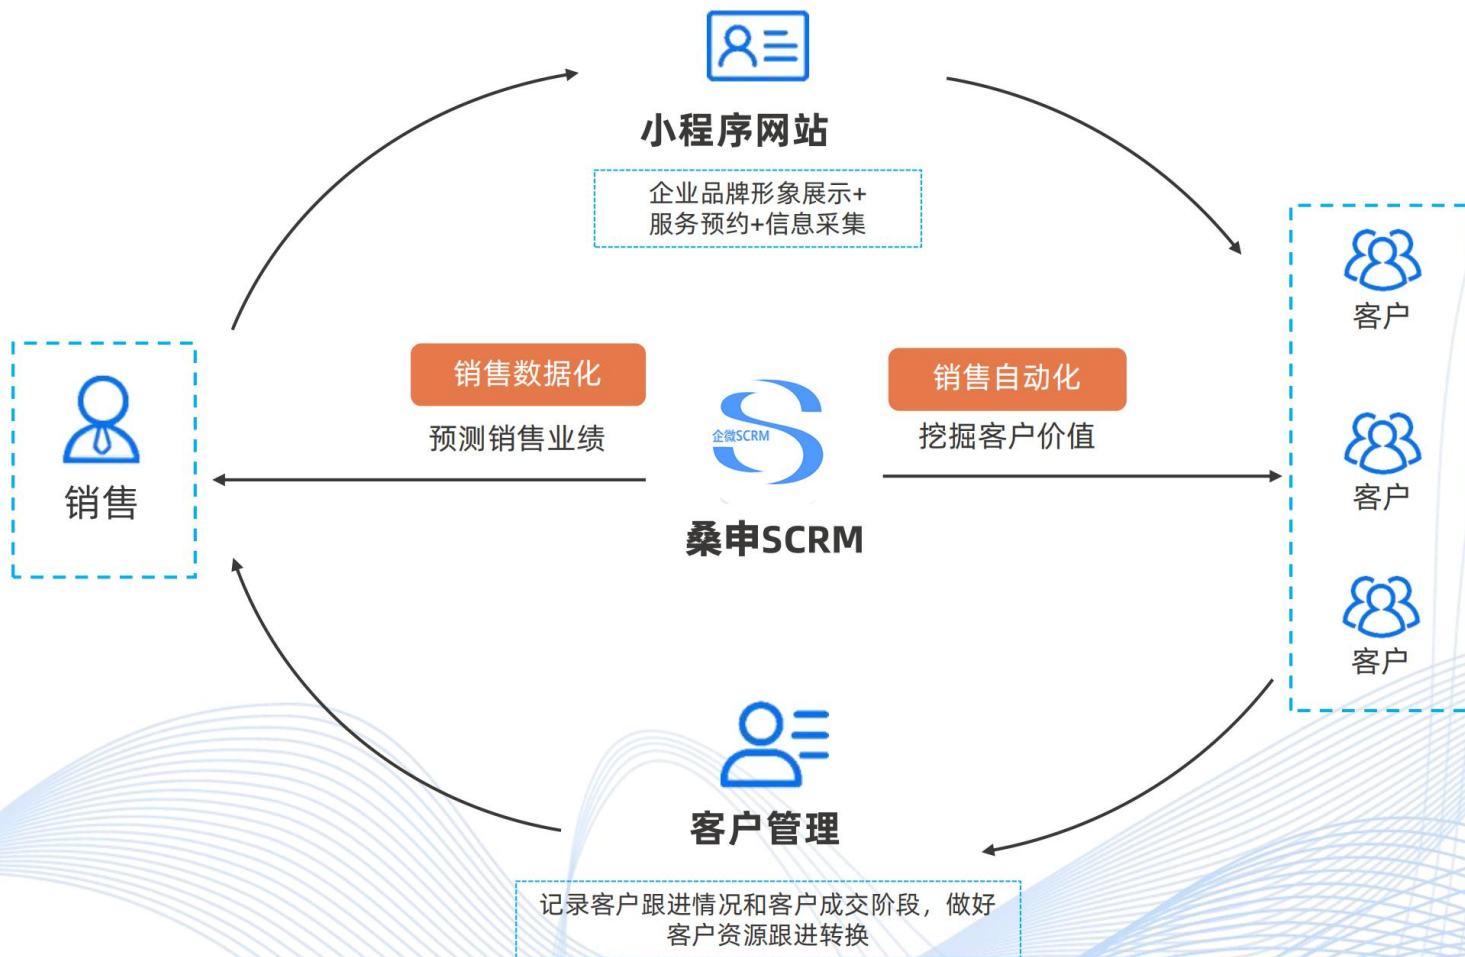 小程序网站
企业品牌形象展示+
服务预约+信息采集
客户
销售数据化
预测销售业绩
销售自动化
挖掘客户价值
企微SCRM
销售
客户
桑申SCRM
客户
客户管理
记录客户跟进情况和客户成交阶段，做好
客户资源跟进转换